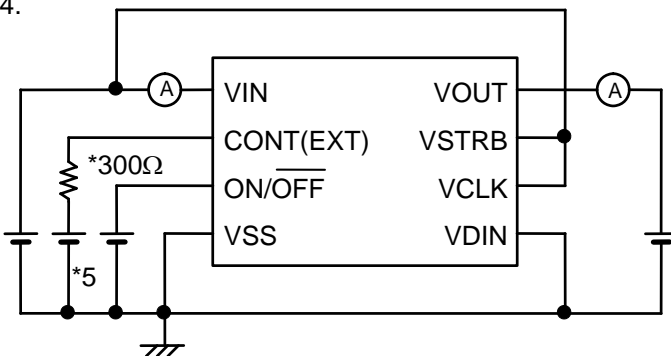 4.
A VIN VOUT A
CONT(EXT) VSTRB
*300Ω
ON/OFF VCLK
VSS VDIN
*5